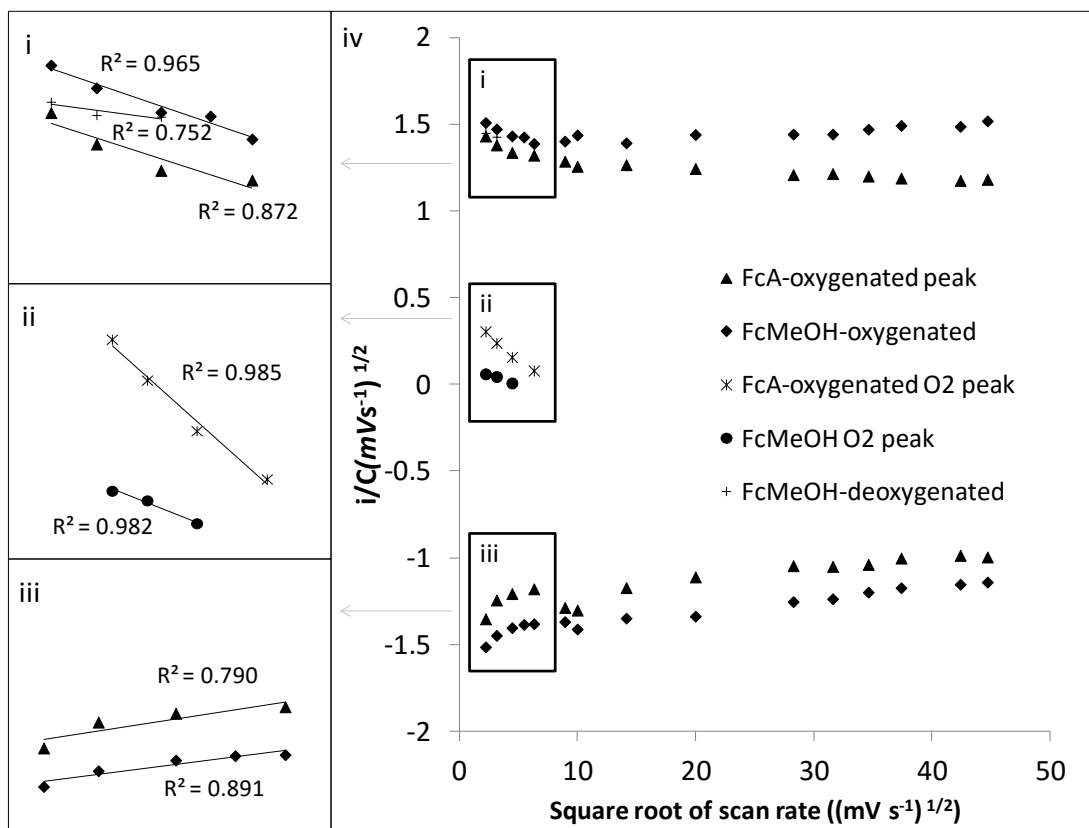 i
R² = 0.965
R² = 0.752
R² = 0.872
ii
R² = 0.985
R² = 0.982
iii
R² = 0.790
R² = 0.891
iv
i/C(mVs⁻¹) ¹/²
2
1.5
1
0.5
0
-0.5
-1
-1.5
-2
i
ii
iii
FcA-oxygenated peak
FcMeOH-oxygenated
FcA-oxygenated O2 peak
FcMeOH O2 peak
FcMeOH-deoxygenated
0 10 20 30 40 50
Square root of scan rate ((mV s⁻¹) ¹/²)